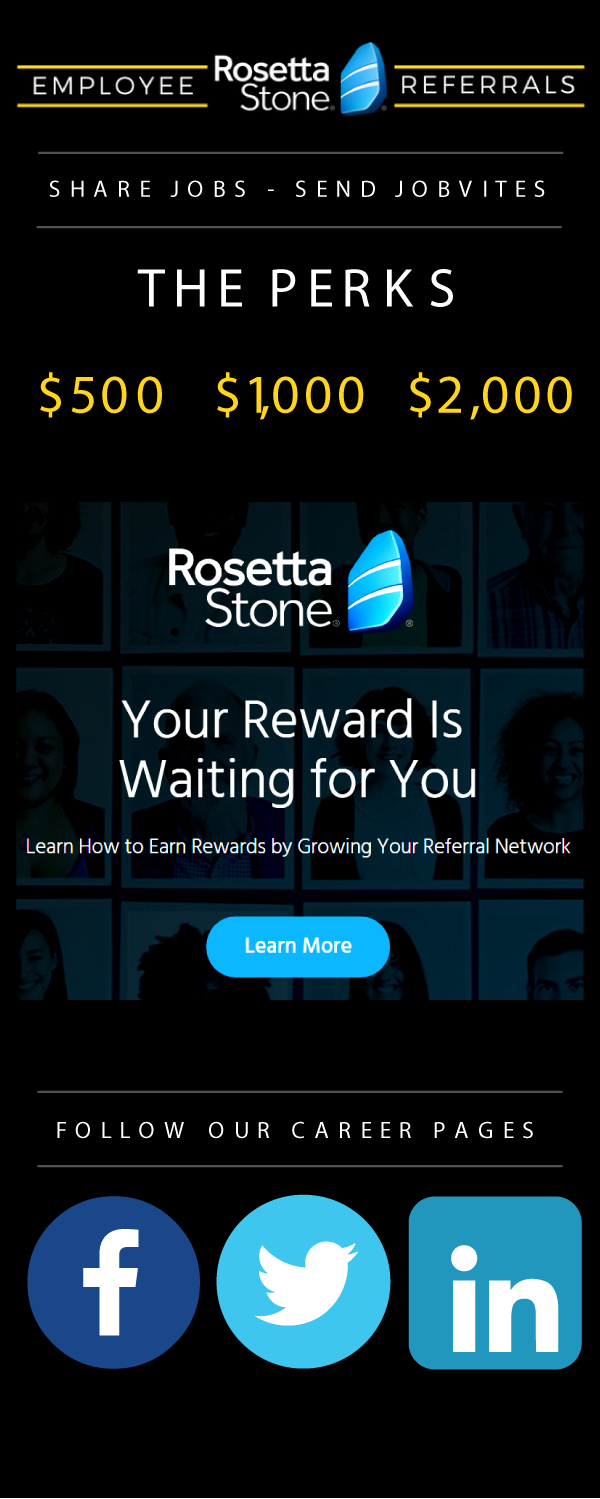 EMPLOYEE Rosetta Stone® REFERRALS
SHARE JOBS - SEND JOBVITES
THE PERKS
$500 $1,000 $2,000
Rosetta
Stone® ®
Your Reward Is
Waiting for You
Learn How to Earn Rewards by Growing Your Referral Network
Learn More
FOLLOW OUR CAREER PAGES
f
in